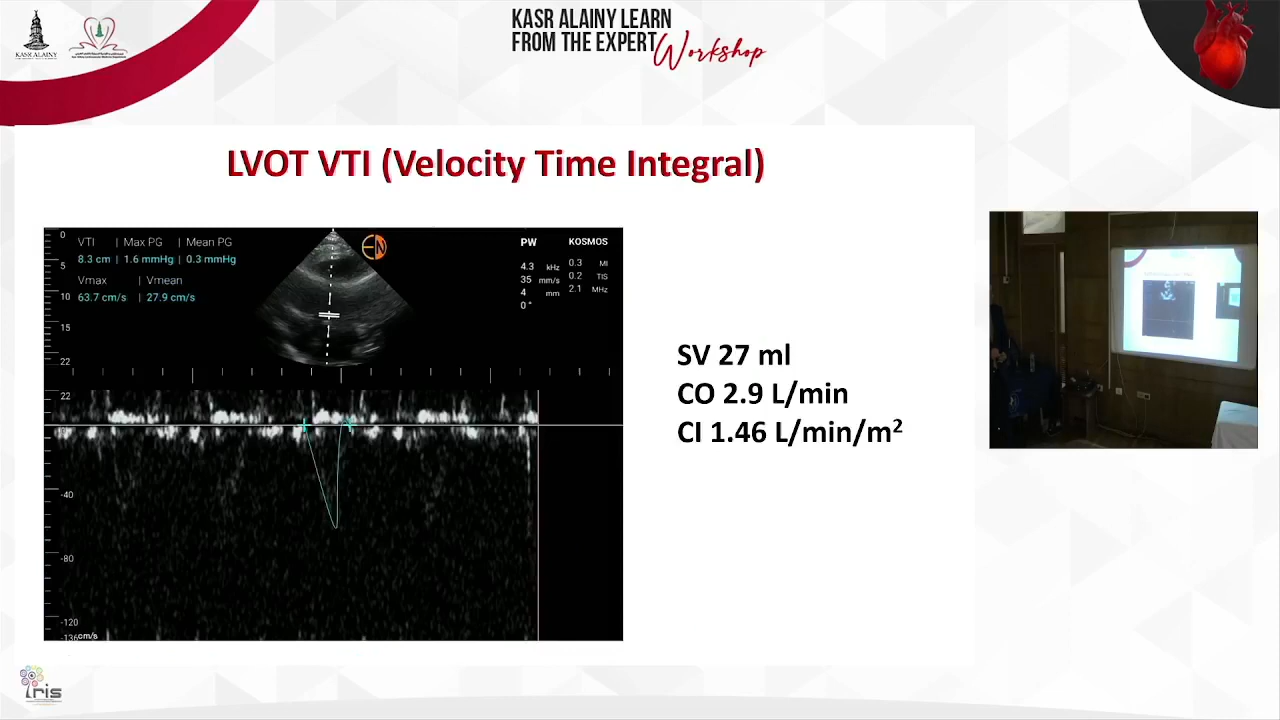 KASR ALAINY
KASR ALAINY LEARN
FROM THE EXPERT
Workshop
LVOT VTI (Velocity Time Integral)
VTI | Max PG | Mean PG
8.3 cm | 1.6 mmHg | 0.3 mmHg
Vmax | Vmean
63.7 cm/s | 27.9 cm/s
EN
PW
4.3 kHz
35 mm/s
4 mm
0°
KOSMOS
0.3 MI
0.2 TIS
2.1 MHz
0
5
10
15
22
22
-40
-80
-120
-136
cm/s
SV 27 ml
CO 2.9 L/min
CI 1.46 L/min/m²
iris